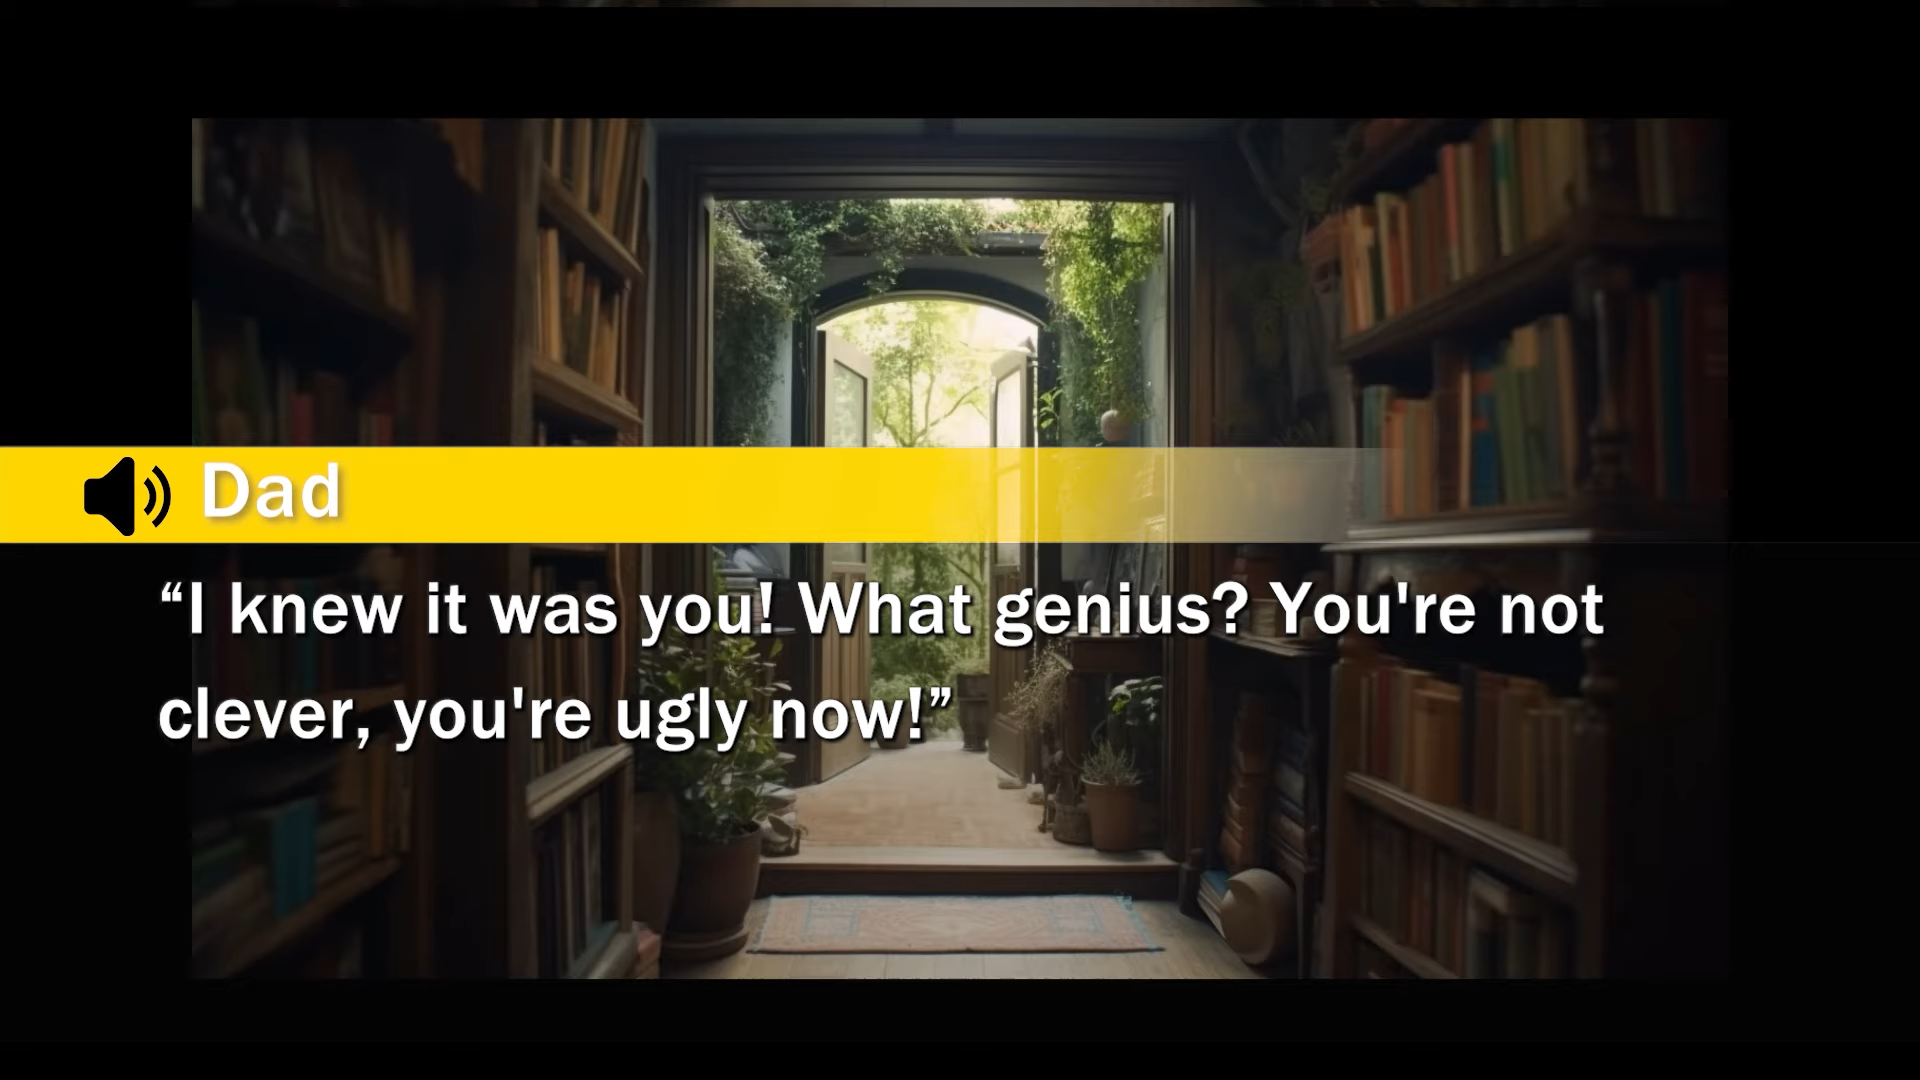 Dad
“I knew it was you! What genius? You're not
clever, you're ugly now!”